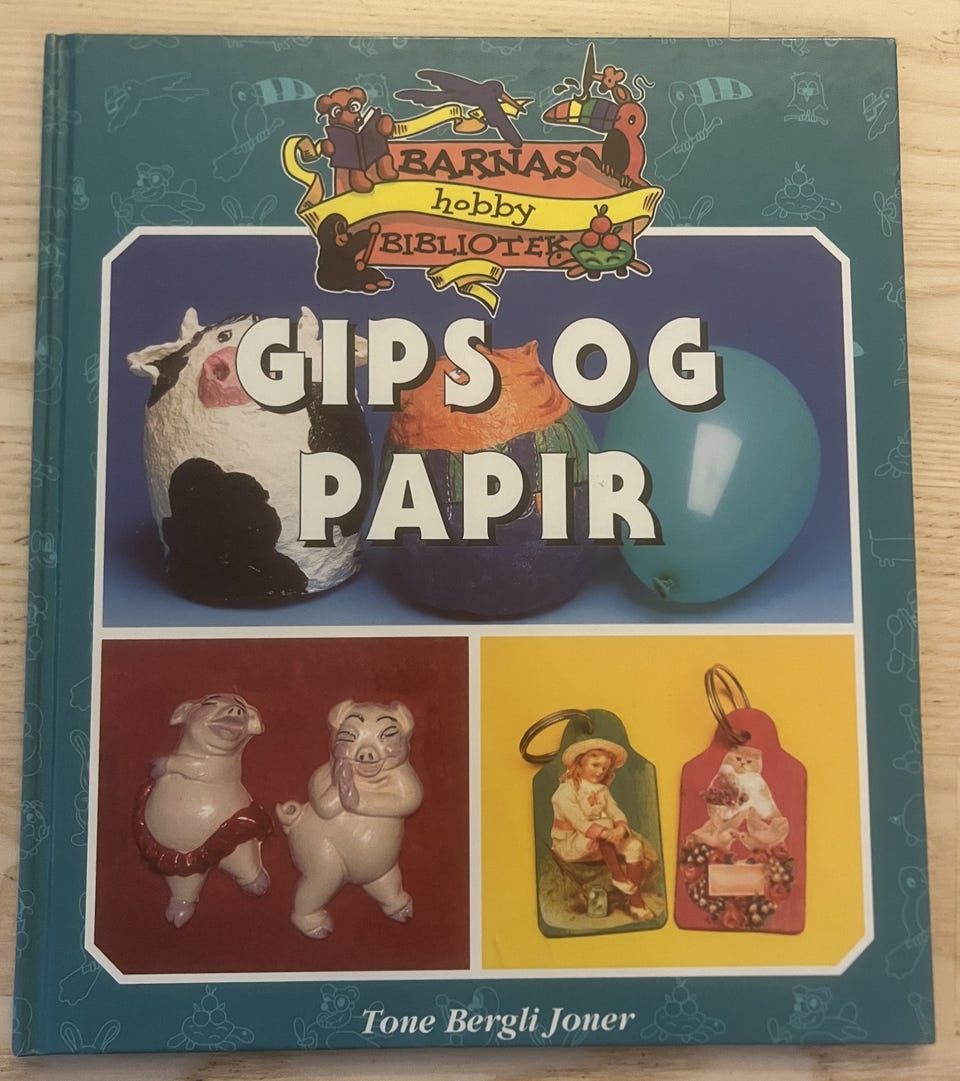 BARNAS
hobby
BIBLIOTEK
GIPS OG
PAPIR
Tone Bergli Joner